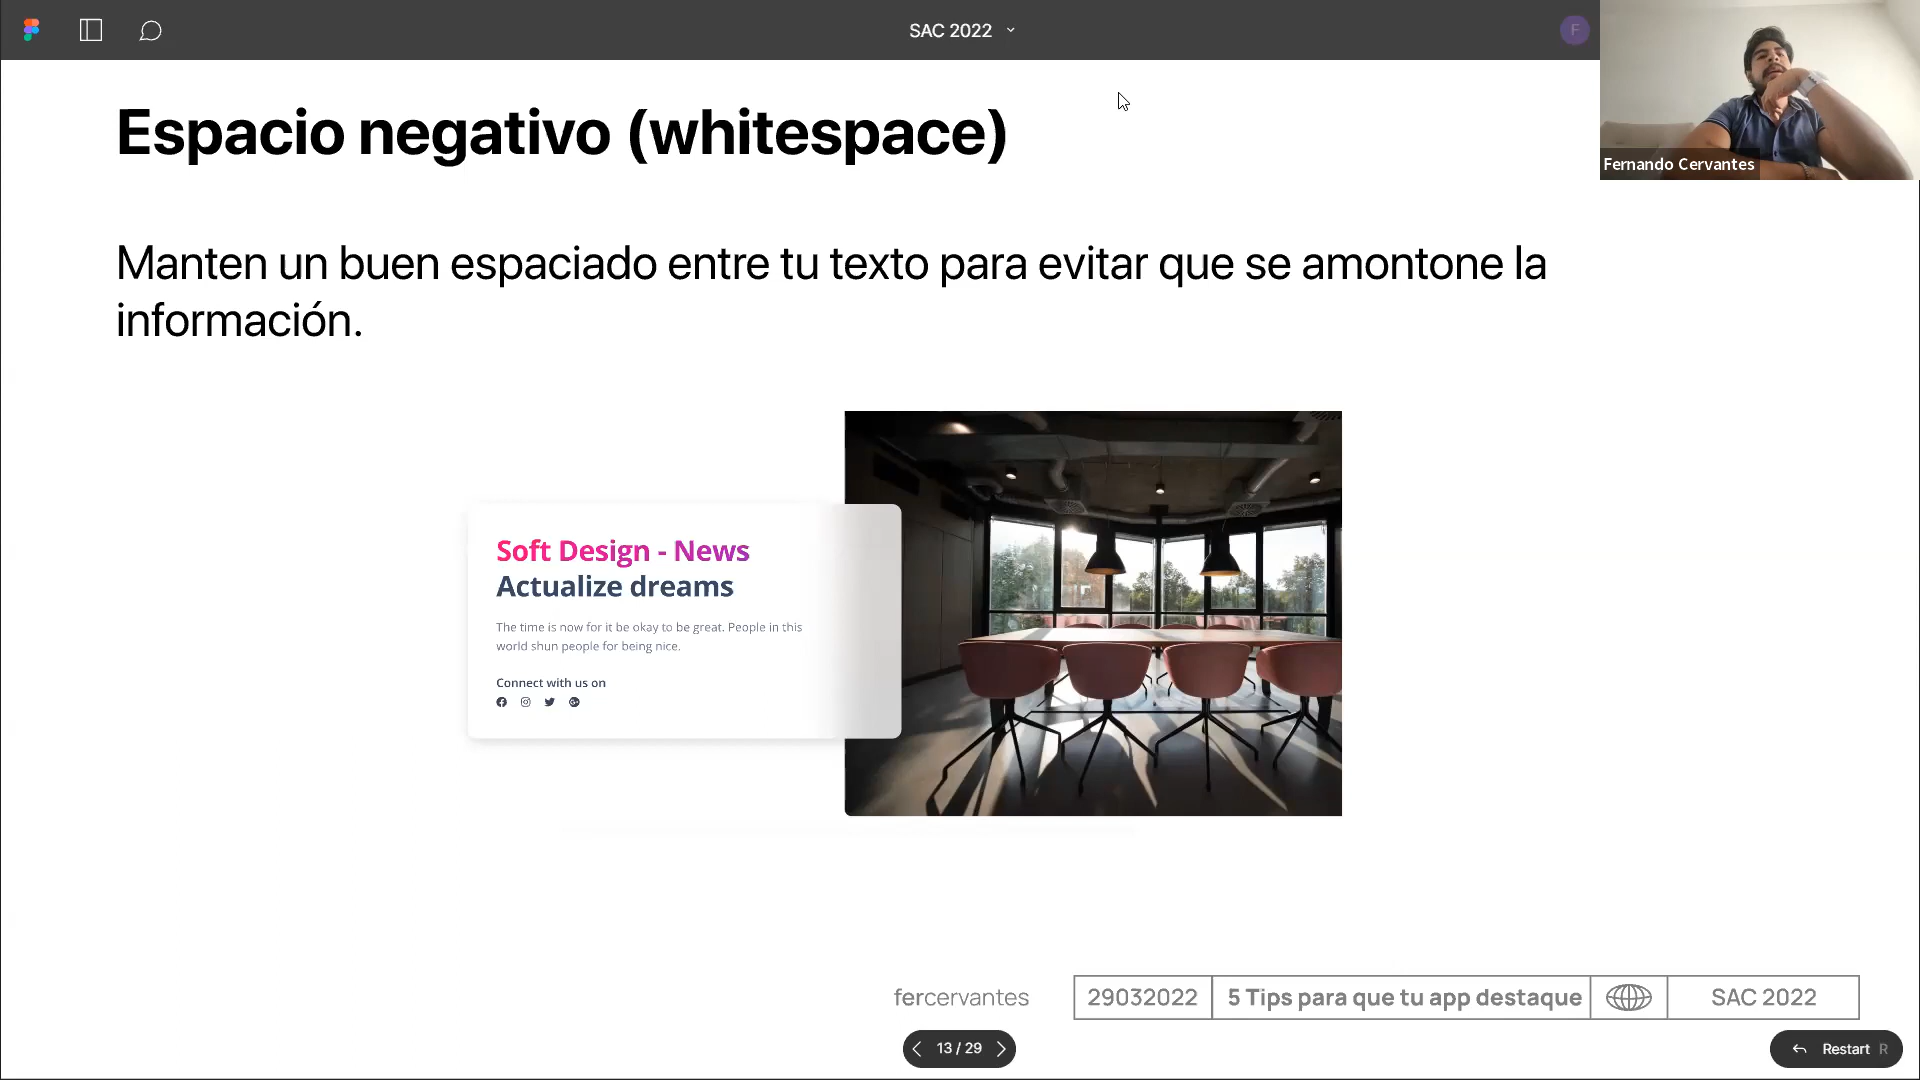 SAC 2022
F
Fernando Cervantes
Espacio negativo (whitespace)
Manten un buen espaciado entre tu texto para evitar que se amontone la
información.
Soft Design - News
Actualize dreams
The time is now for it be okay to be great. People in this
world shun people for being nice.
Connect with us on
fercervantes
29032022
5 Tips para que tu app destaque
SAC 2022
13 / 29
Restart R